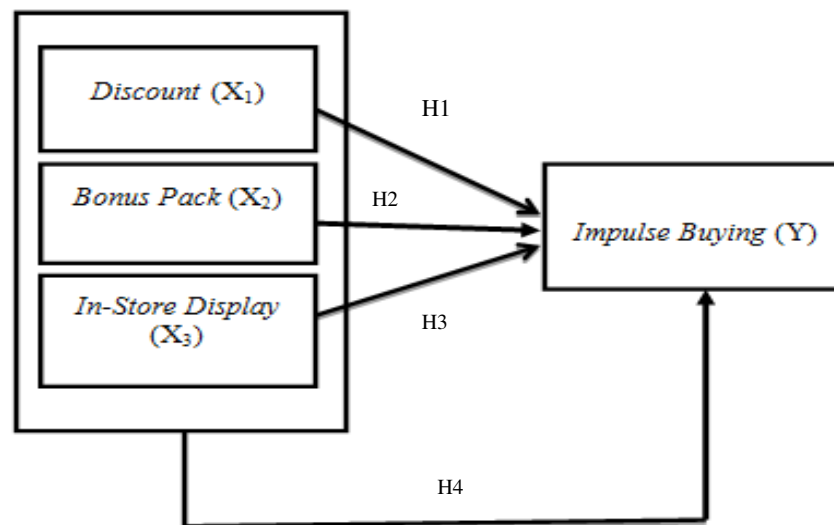 Discount (X₁)
H1
Bonus Pack (X₂)
H2
Impulse Buying (Y)
In-Store Display
(X₃)
H3
H4